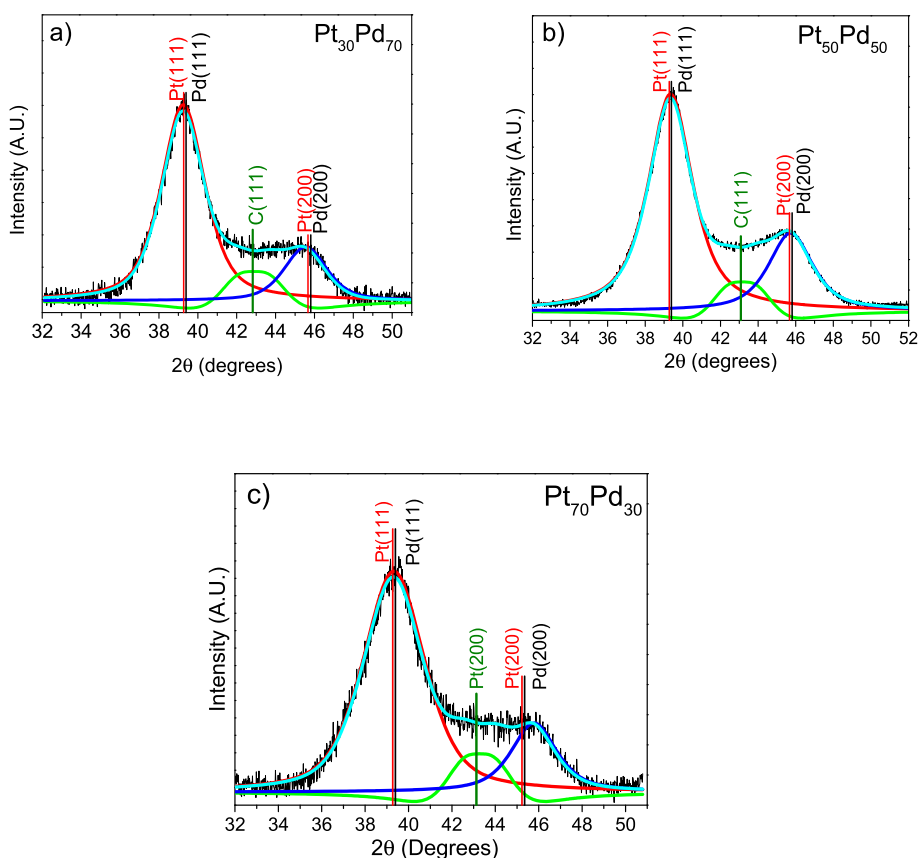 a)
Pt30Pd70
Pt(111)
Pd(111)
C(111)
Pt(200)
Pd(200)
Intensity (A.U.)
32 34 36 38 40 42 44 46 48 50
2θ (degrees)
b)
Pt50Pd50
Pt(111)
Pd(111)
C(111)
Pt(200)
Pd(200)
Intensity (A.U.)
32 34 36 38 40 42 44 46 48 50 52
2θ (degrees)
c)
Pt70Pd30
Pt(111)
Pd(111)
Pt(200)
Pt(200)
Pd(200)
Intensity (A.U.)
32 34 36 38 40 42 44 46 48 50
2θ (Degrees)